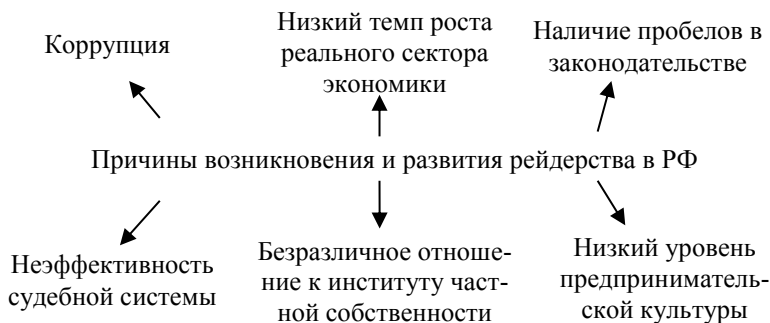 Коррупция
Низкий темп роста
реального сектора
экономики
Наличие пробелов в
законодательстве
Причины возникновения и развития рейдерства в РФ
Неэффективность
судебной системы
Безразличное отноше-
ние к институту част-
ной собственности
Низкий уровень
предприниматель-
ской культуры